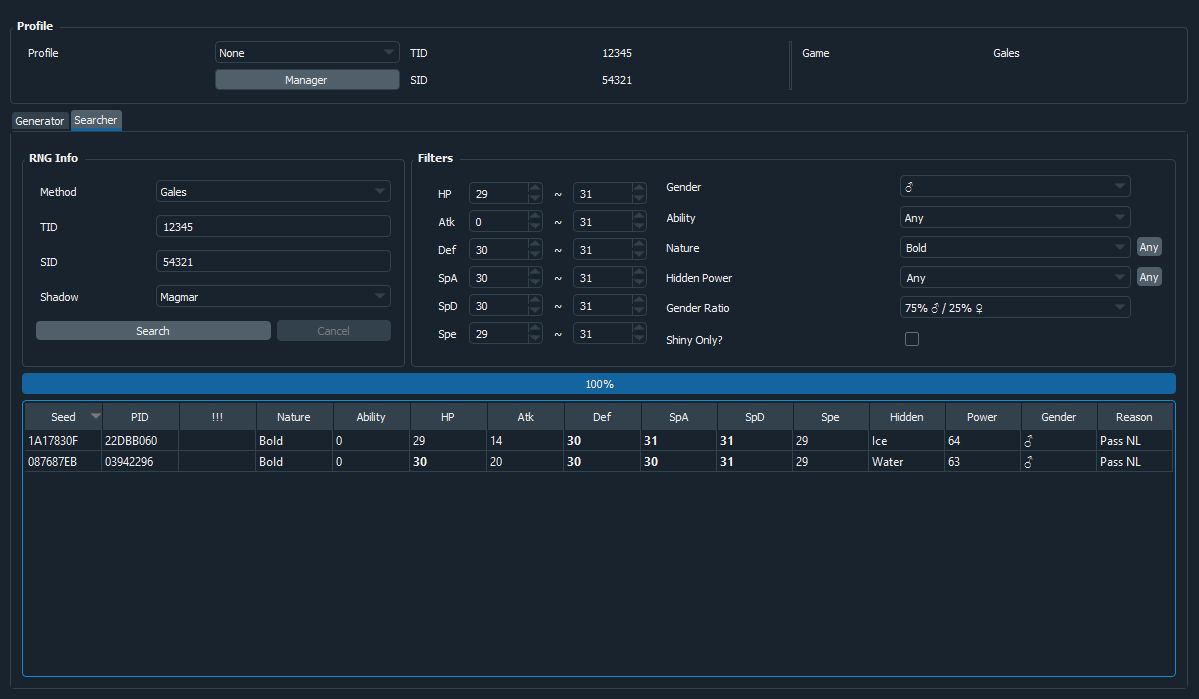 Profile
Profile None TID 12345 Game Gales
Manager SID 54321
Generator Searcher
RNG Info
Method Gales
TID 12345
SID 54321
Shadow Magmar
Search Cancel
Filters
HP 29 ~ 31
Atk 0 ~ 31
Def 30 ~ 31
SpA 30 ~ 31
SpD 30 ~ 31
Spe 29 ~ 31
Gender ♂
Ability Any
Nature Bold Any
Hidden Power Any Any
Gender Ratio 75% ♂ / 25% ♀
Shiny Only?
100%
Seed PID !!! Nature Ability HP Atk Def SpA SpD Spe Hidden Power Gender Reason
1A17830F 22DBB060 Bold 0 29 14 30 31 31 29 Ice 64 ♂ Pass NL
087687EB 03942296 Bold 0 30 20 30 30 31 29 Water 63 ♂ Pass NL